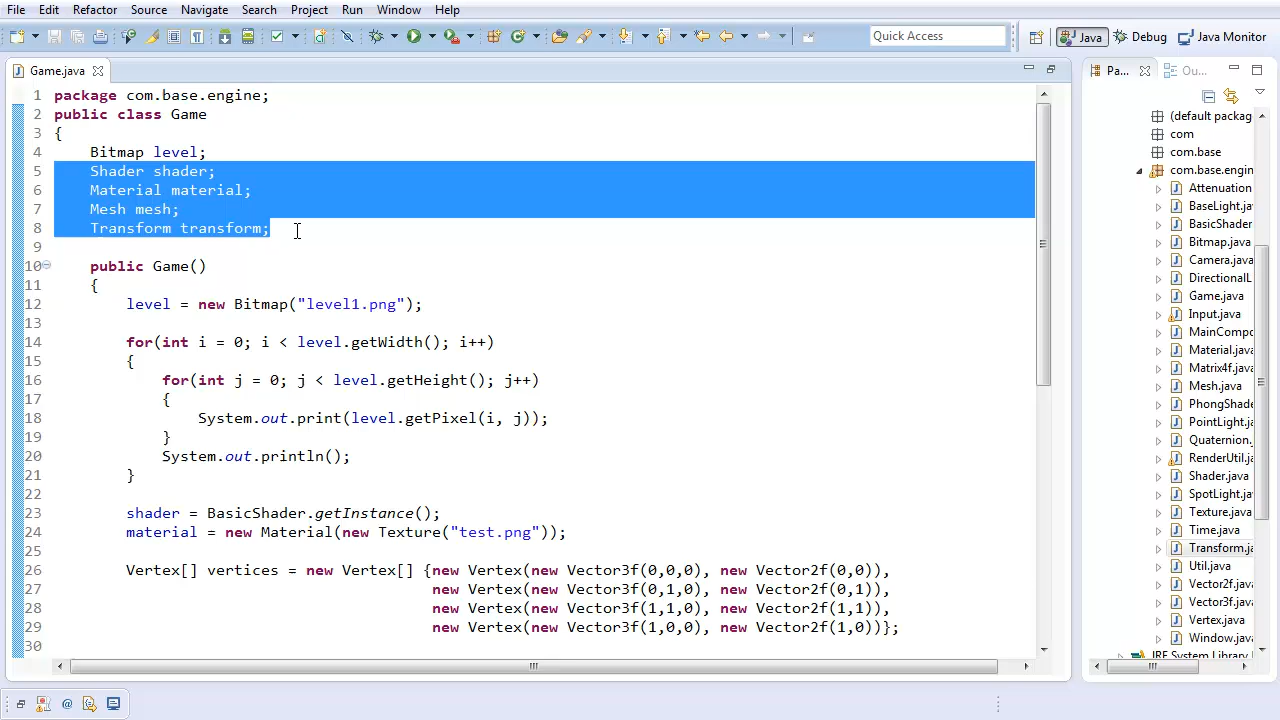 File Edit Refactor Source Navigate Search Project Run Window Help
Quick Access
Java
Debug
Java Monitor
Game.java
Pa...
Ou...
1 package com.base.engine;
2 public class Game
3 {
4 Bitmap level;
5 Shader shader;
6 Material material;
7 Mesh mesh;
8 Transform transform;
9
10 public Game()
11 {
12 level = new Bitmap("level1.png");
13
14 for(int i = 0; i < level.getWidth(); i++)
15 {
16 for(int j = 0; j < level.getHeight(); j++)
17 {
18 System.out.print(level.getPixel(i, j));
19 }
20 System.out.println();
21 }
22
23 shader = BasicShader.getInstance();
24 material = new Material(new Texture("test.png"));
25
26 Vertex[] vertices = new Vertex[] {new Vertex(new Vector3f(0,0,0), new Vector2f(0,0)),
27 new Vertex(new Vector3f(0,1,0), new Vector2f(0,1)),
28 new Vertex(new Vector3f(1,1,0), new Vector2f(1,1)),
29 new Vertex(new Vector3f(1,0,0), new Vector2f(1,0))};
30
(default packag
com
com.base
com.base.engin
Attenuation
BaseLight.ja
BasicShader
Bitmap.java
Camera.java
DirectionalL
Game.java
Input.java
MainCompo
Material.java
Matrix4f.jav
Mesh.java
PhongShade
PointLight.ja
Quaternion.
RenderUtil.ja
Shader.java
SpotLight.ja
Texture.java
Time.java
Transform.ja
Util.java
Vector2f.java
Vector3f.java
Vertex.java
Window.java
JRE System Library